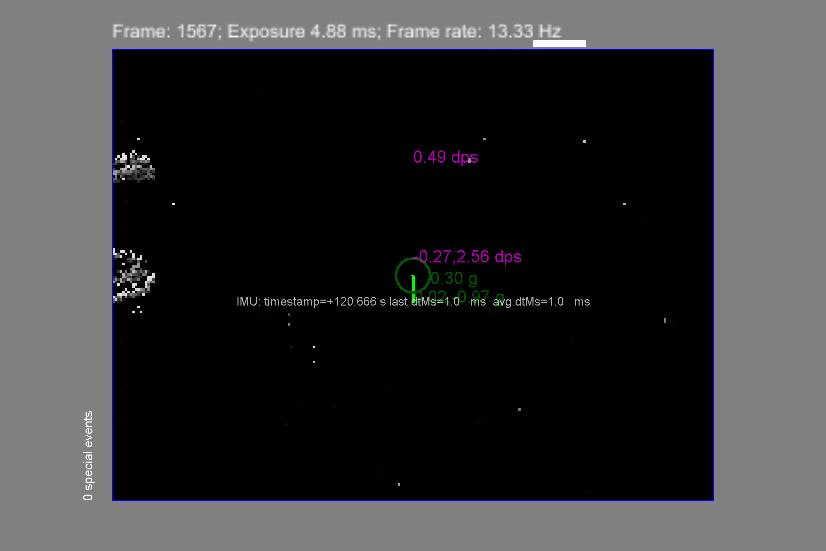 Frame: 1567; Exposure 4.88 ms; Frame rate: 13.33 Hz
0.49 dps
-0.27,2.56 dps
0.30 g
0.97 g
IMU: timestamp=+120.666 s last dtMs=1.0 ms avg dtMs=1.0 ms
0 special events